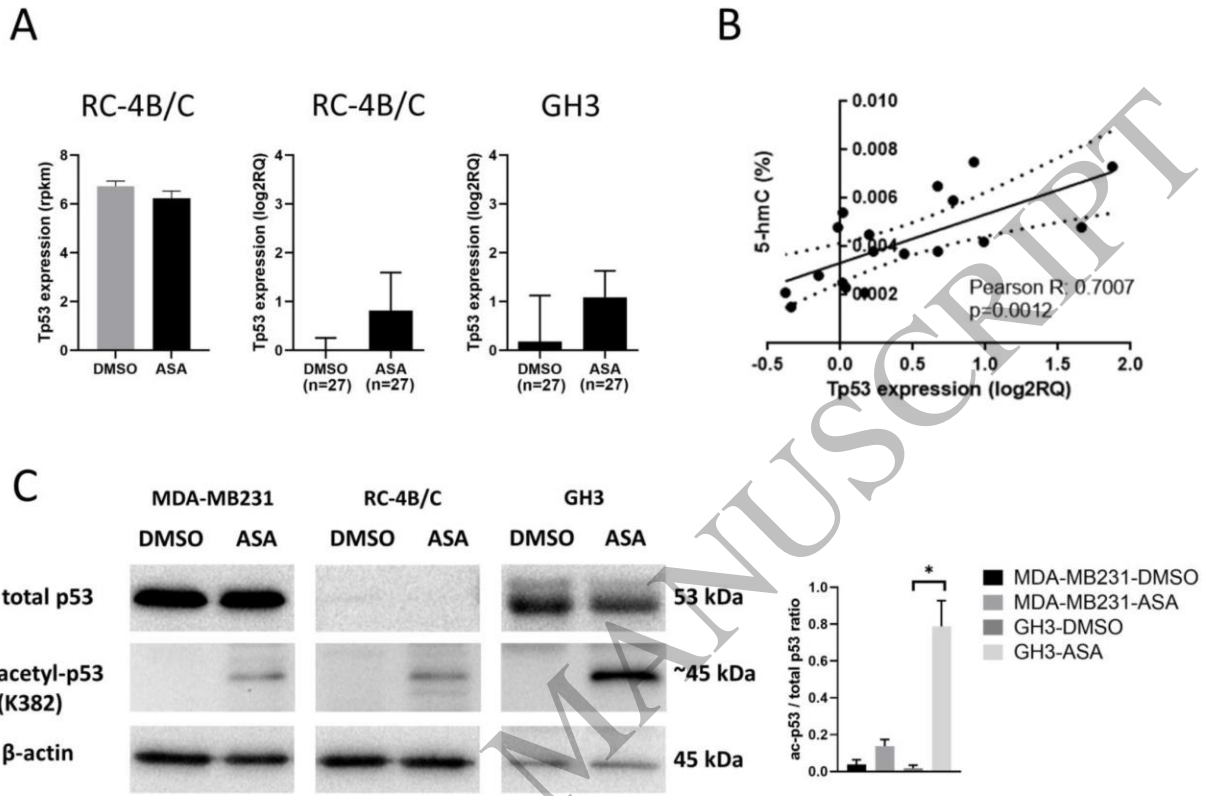 A
B
RC-4B/C
RC-4B/C
GH3
Tp53 expression (rpkm)
8
6
4
2
0
DMSO
ASA
Tp53 expression (log2RQ)
4
3
2
1
0
DMSO
(n=27)
ASA
(n=27)
Tp53 expression (log2RQ)
4
3
2
1
0
DMSO
(n=27)
ASA
(n=27)
5-hmC (%)
0.010
0.008
0.006
0.004
0.002
Pearson R: 0.7007
p=0.0012
-0.5
0.0
0.5
1.0
1.5
2.0
Tp53 expression (log2RQ)
C
MDA-MB231
RC-4B/C
GH3
DMSO
ASA
DMSO
ASA
DMSO
ASA
total p53
53 kDa
acetyl-p53
(K382)
~45 kDa
β-actin
45 kDa
ac-p53 / total p53 ratio
1.0
0.8
0.6
0.4
0.2
0.0
*
MDA-MB231-DMSO
MDA-MB231-ASA
GH3-DMSO
GH3-ASA
MANUSCRIPT